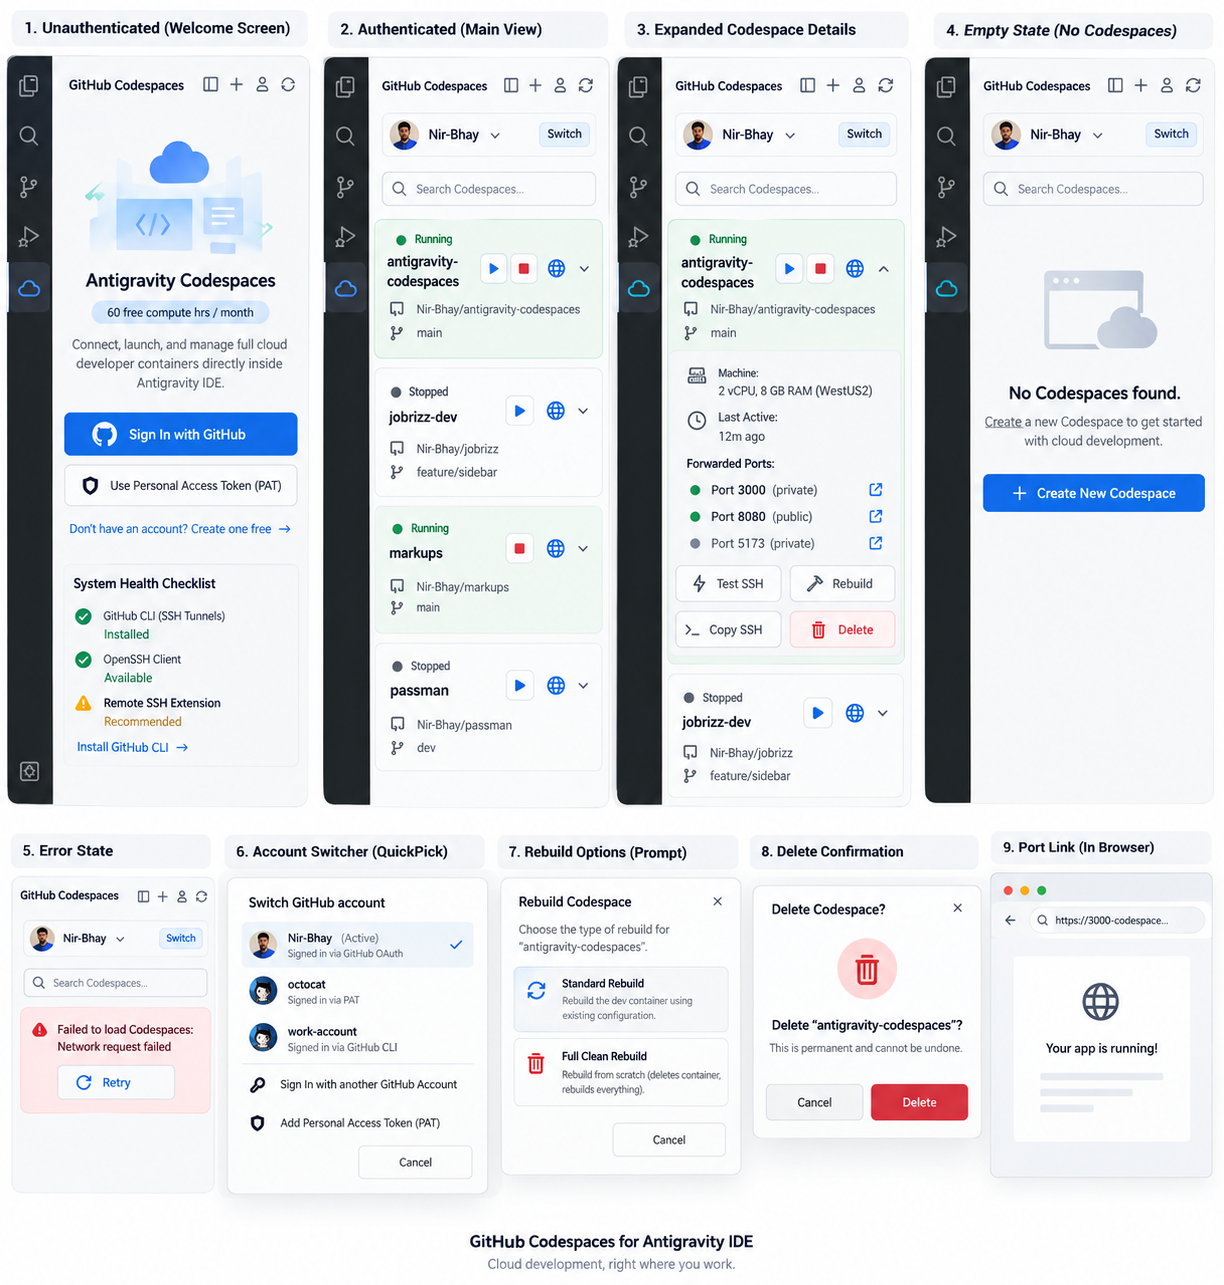 1. Unauthenticated (Welcome Screen)
GitHub Codespaces
</>
Antigravity Codespaces
60 free compute hrs / month
Connect, launch, and manage full cloud
developer containers directly inside
Antigravity IDE.
Sign In with GitHub
Use Personal Access Token (PAT)
Don't have an account? Create one free →
System Health Checklist
GitHub CLI (SSH Tunnels)
Installed
OpenSSH Client
Available
Remote SSH Extension
Recommended
Install GitHub CLI →
2. Authenticated (Main View)
GitHub Codespaces
Nir-Bhay
Switch
Search Codespaces...
Running
antigravity-
codespaces
Nir-Bhay/antigravity-codespaces
main
Stopped
jobrizz-dev
Nir-Bhay/jobrizz
feature/sidebar
Running
markups
Nir-Bhay/markups
main
Stopped
passman
Nir-Bhay/passman
dev
3. Expanded Codespace Details
GitHub Codespaces
Nir-Bhay
Switch
Search Codespaces...
Running
antigravity-
codespaces
Nir-Bhay/antigravity-codespaces
main
Machine:
2 vCPU, 8 GB RAM (WestUS2)
Last Active:
12m ago
Forwarded Ports:
Port 3000 (private)
Port 8080 (public)
Port 5173 (private)
Test SSH
Rebuild
Copy SSH
Delete
Stopped
jobrizz-dev
Nir-Bhay/jobrizz
feature/sidebar
4. Empty State (No Codespaces)
GitHub Codespaces
Nir-Bhay
Switch
Search Codespaces...
No Codespaces found.
Create a new Codespace to get started
with cloud development.
Create New Codespace
5. Error State
GitHub Codespaces
Nir-Bhay
Switch
Search Codespaces...
Failed to load Codespaces:
Network request failed
Retry
6. Account Switcher (QuickPick)
Switch GitHub account
Nir-Bhay (Active)
Signed in via GitHub OAuth
octocat
Signed in via PAT
work-account
Signed in via GitHub CLI
Sign In with another GitHub Account
Add Personal Access Token (PAT)
Cancel
7. Rebuild Options (Prompt)
Rebuild Codespace
Choose the type of rebuild for
“antigravity-codespaces”.
Standard Rebuild
Rebuild the dev container using
existing configuration.
Full Clean Rebuild
Rebuild from scratch (deletes container,
rebuilds everything).
Cancel
8. Delete Confirmation
Delete Codespace?
Delete “antigravity-codespaces”?
This is permanent and cannot be undone.
Cancel
Delete
9. Port Link (In Browser)
https://3000-codespace...
Your app is running!
GitHub Codespaces for Antigravity IDE
Cloud development, right where you work.